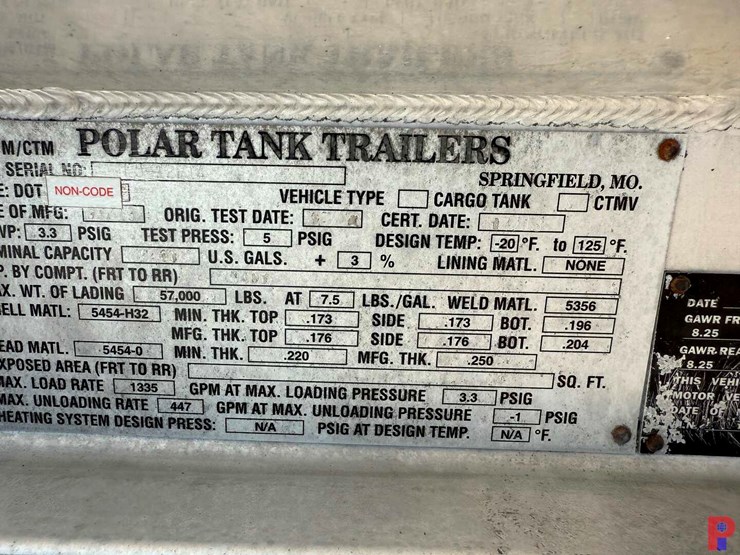 M/CTM POLAR TANK TRAILERS
SERIAL NO. SPRINGFIELD, MO.
E: DOT NON-CODE VEHICLE TYPE CARGO TANK CTMV
E OF MFG: ORIG. TEST DATE: CERT. DATE:
WP: 3.3 PSIG TEST PRESS: 5 PSIG DESIGN TEMP: -20 °F. to 125 °F.
MINAL CAPACITY U.S. GALS. + 3 % LINING MATL. NONE
P. BY COMPT. (FRT TO RR)
X. WT. OF LADING 57,000 LBS. AT 7.5 LBS./GAL. WELD MATL. 5356
ELL MATL: 5454-H32 MIN. THK. TOP .173 SIDE .173 BOT. .196
MFG. THK. TOP .176 SIDE .176 BOT. .204
EAD MATL. 5454-0 MIN. THK. .220 MFG. THK. .250
XPOSED AREA (FRT TO RR) SQ. FT.
MAX. LOAD RATE 1335 GPM AT MAX. LOADING PRESSURE 3.3 PSIG
MAX. UNLOADING RATE 447 GPM AT MAX. UNLOADING PRESSURE -1 PSIG
HEATING SYSTEM DESIGN PRESS: N/A PSIG AT DESIGN TEMP. N/A °F.
DATE
GAWR FR
8.25
GAWR REA
8.25
THIS VEHI
MOTOR VE
DATE OF